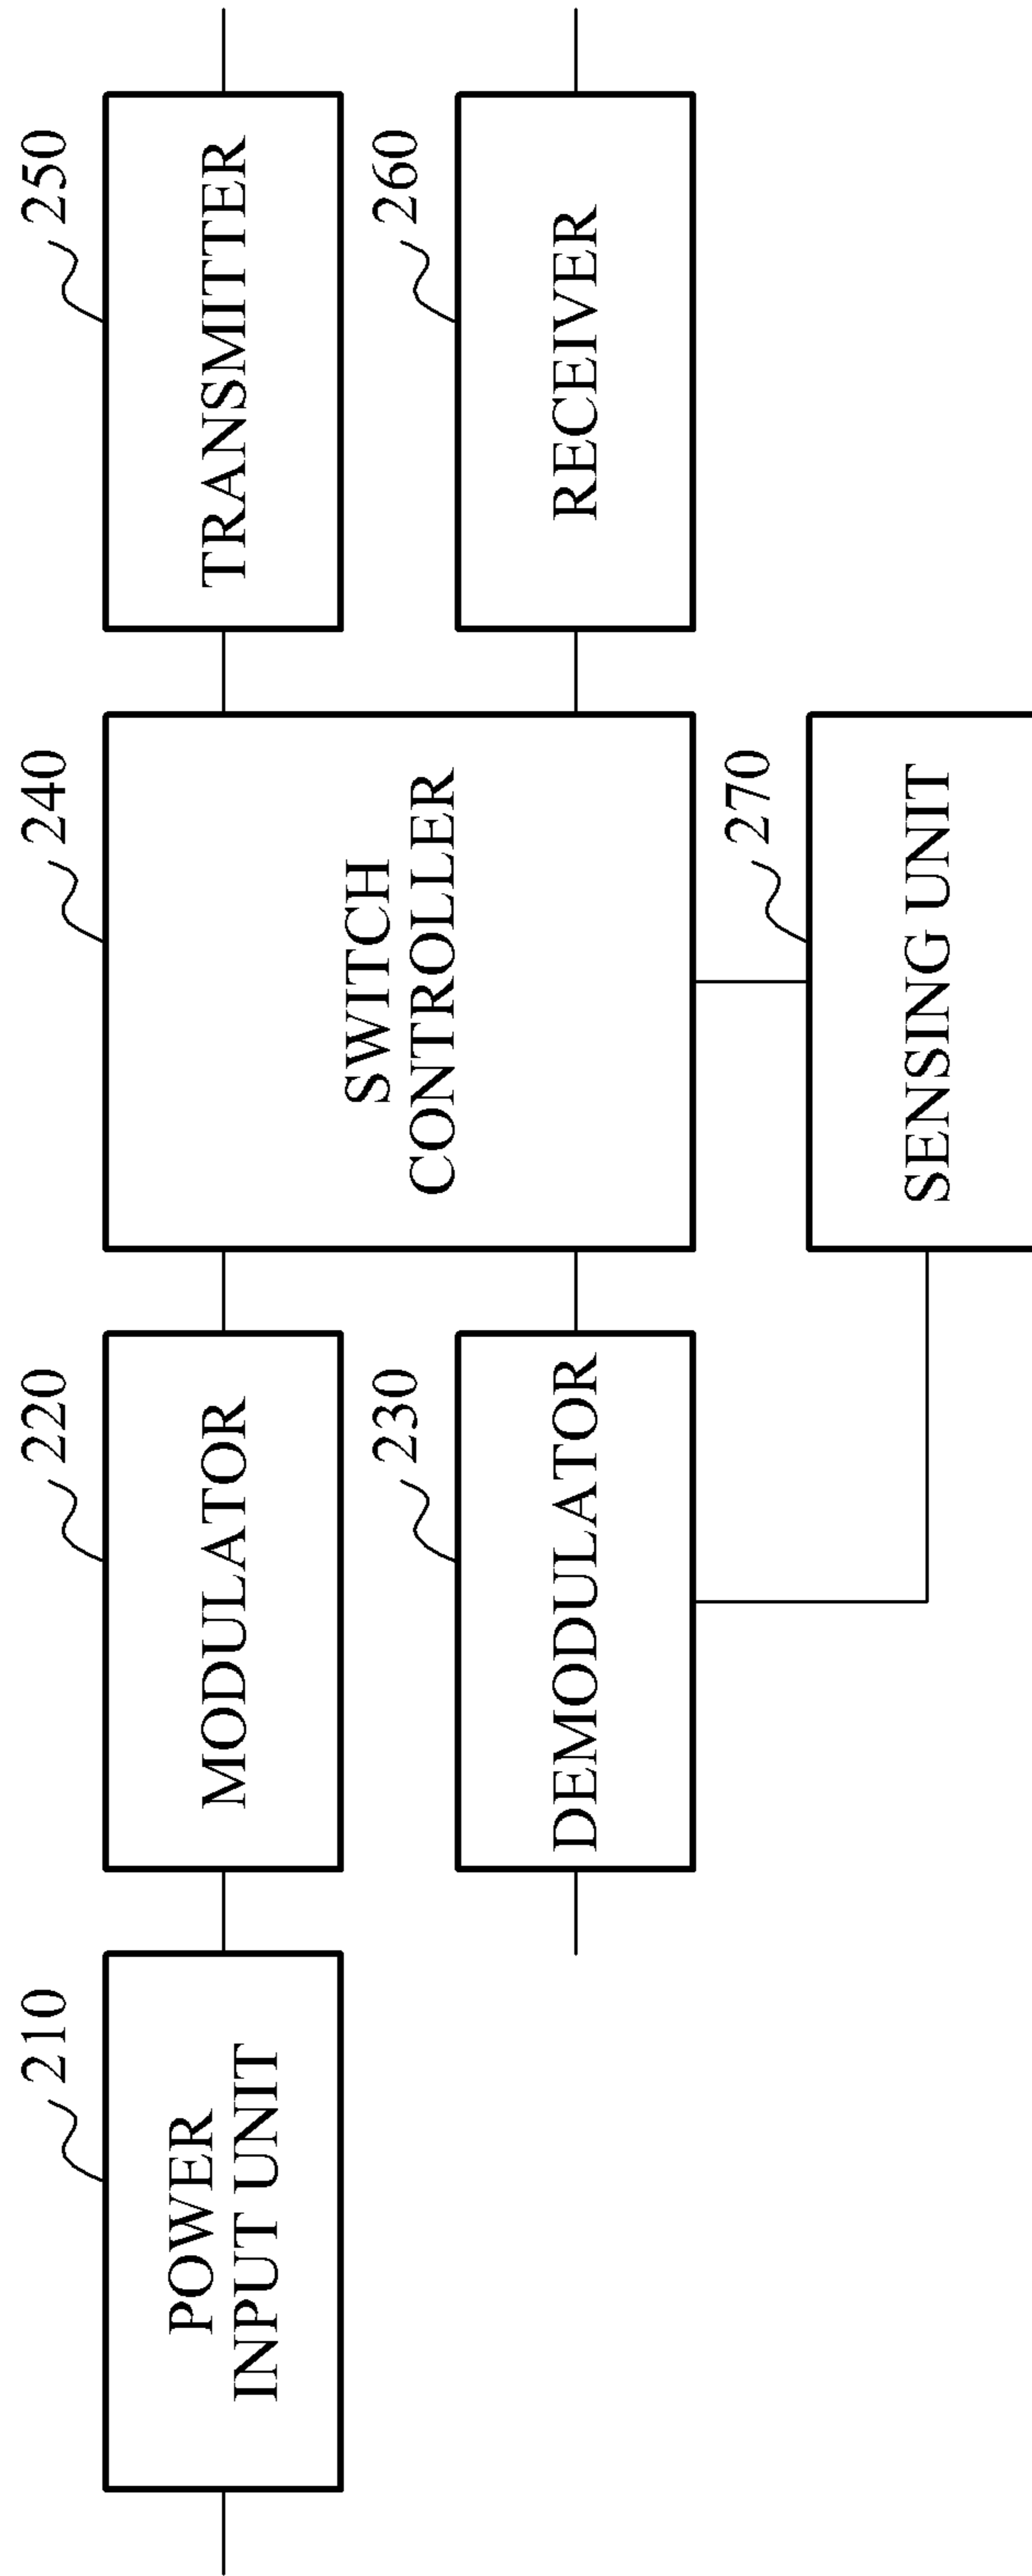 210
POWER
INPUT UNIT
220
MODULATOR
240
SWITCH
CONTROLLER
250
TRANSMITTER
230
DEMODULATOR
260
RECEIVER
270
SENSING UNIT